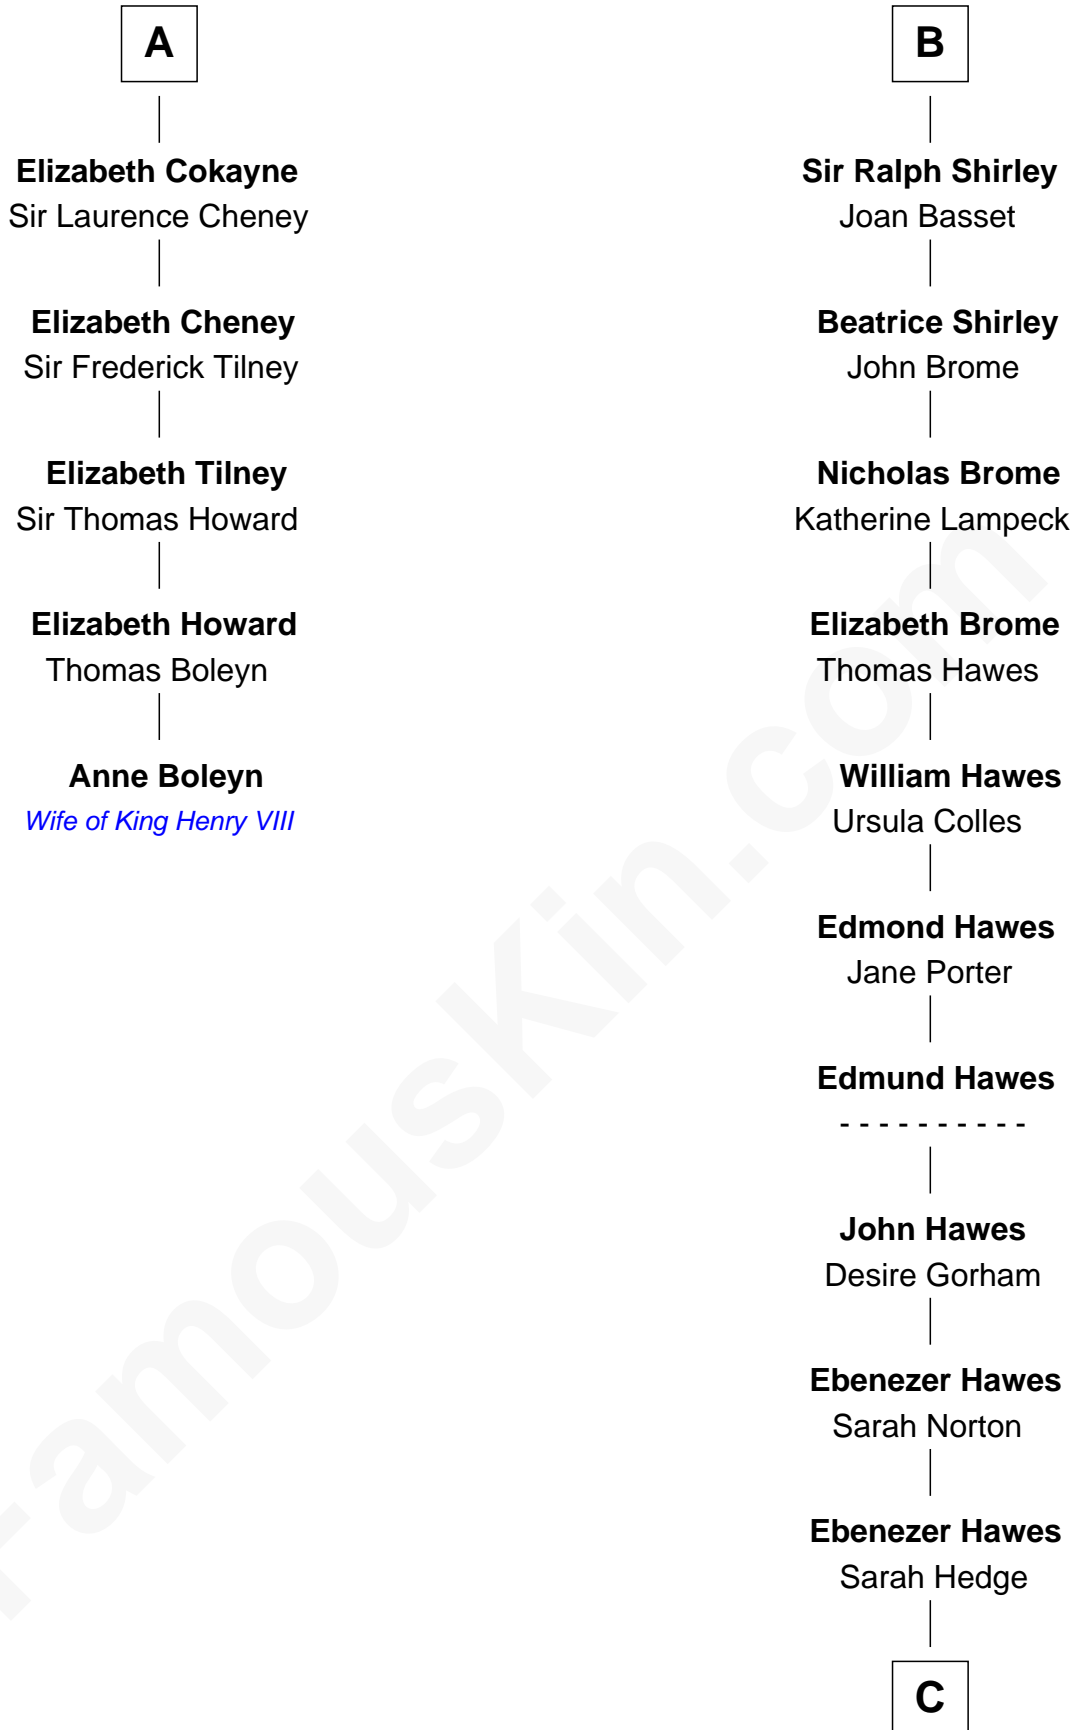 A
Elizabeth Cokayne
Sir Laurence Cheney
Elizabeth Cheney
Sir Frederick Tilney
Elizabeth Tilney
Sir Thomas Howard
Elizabeth Howard
Thomas Boleyn
Anne Boleyn
Wife of King Henry VIII
B
Sir Ralph Shirley
Joan Basset
Beatrice Shirley
John Brome
Nicholas Brome
Katherine Lampeck
Elizabeth Brome
Thomas Hawes
William Hawes
Ursula Colles
Edmond Hawes
Jane Porter
Edmund Hawes
- - - - - - - - - -
John Hawes
Desire Gorham
Ebenezer Hawes
Sarah Norton
Ebenezer Hawes
Sarah Hedge
C
FamousKin.com